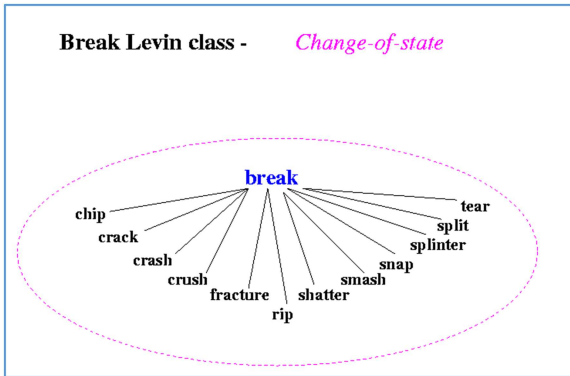 Break Levin class - Change-of-state
break
chip
crack
crash
crush
fracture
rip
shatter
smash
snap
splinter
split
tear